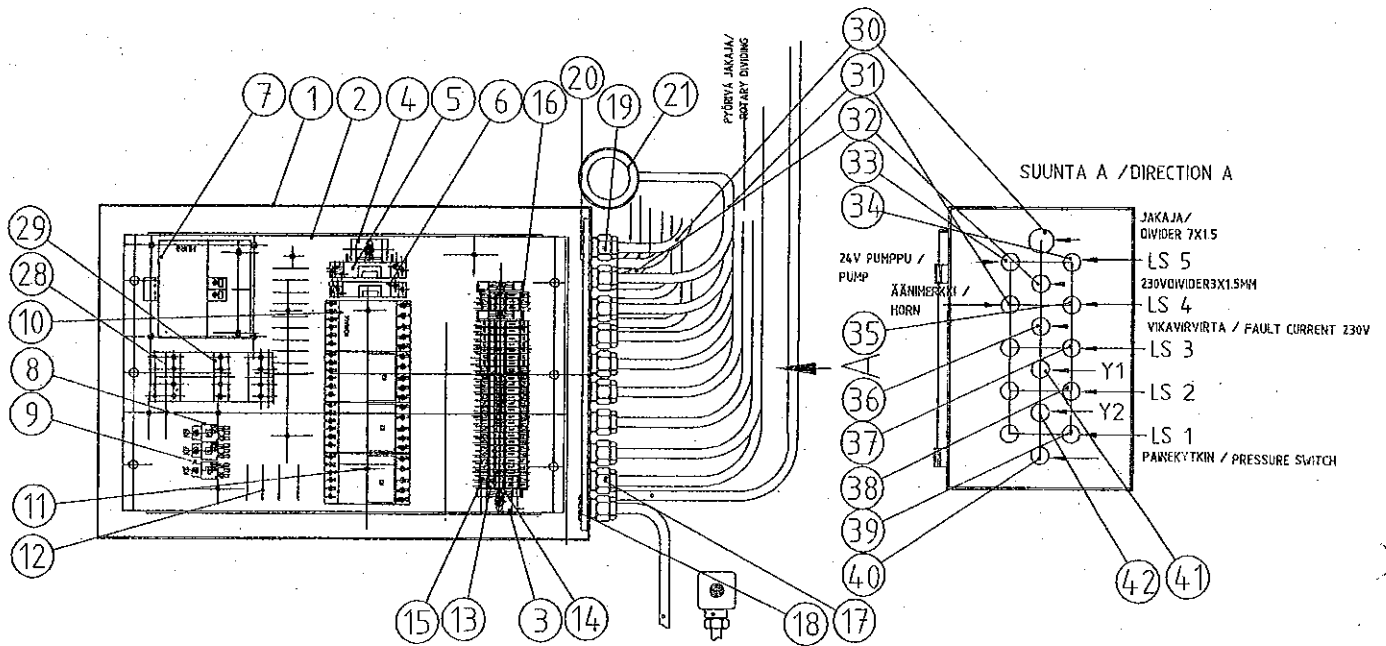 30
31
32
33
34
20
19
21
PYÖRIVÄ JAKAJA/
ROTARY DIVIDING
7
1
2
4
5
6
16
SUUNTA A / DIRECTION A
JAKAJA/
DIVIDER 7X1.5
24V PUMPPU /
PUMP
LS 5
230VDIVIDER3X1.5MM
ÄÄNIMERKKI /
HORN
LS 4
VIKAVIRVIRTA / FAULT CURRENT 230V
LS 3
Y1
LS 2
Y2
LS 1
PAINEKYTKIN / PRESSURE SWITCH
29
28
10
8
9
11
12
A
35
36
37
38
39
40
42
41
15
13
3
14
18
17